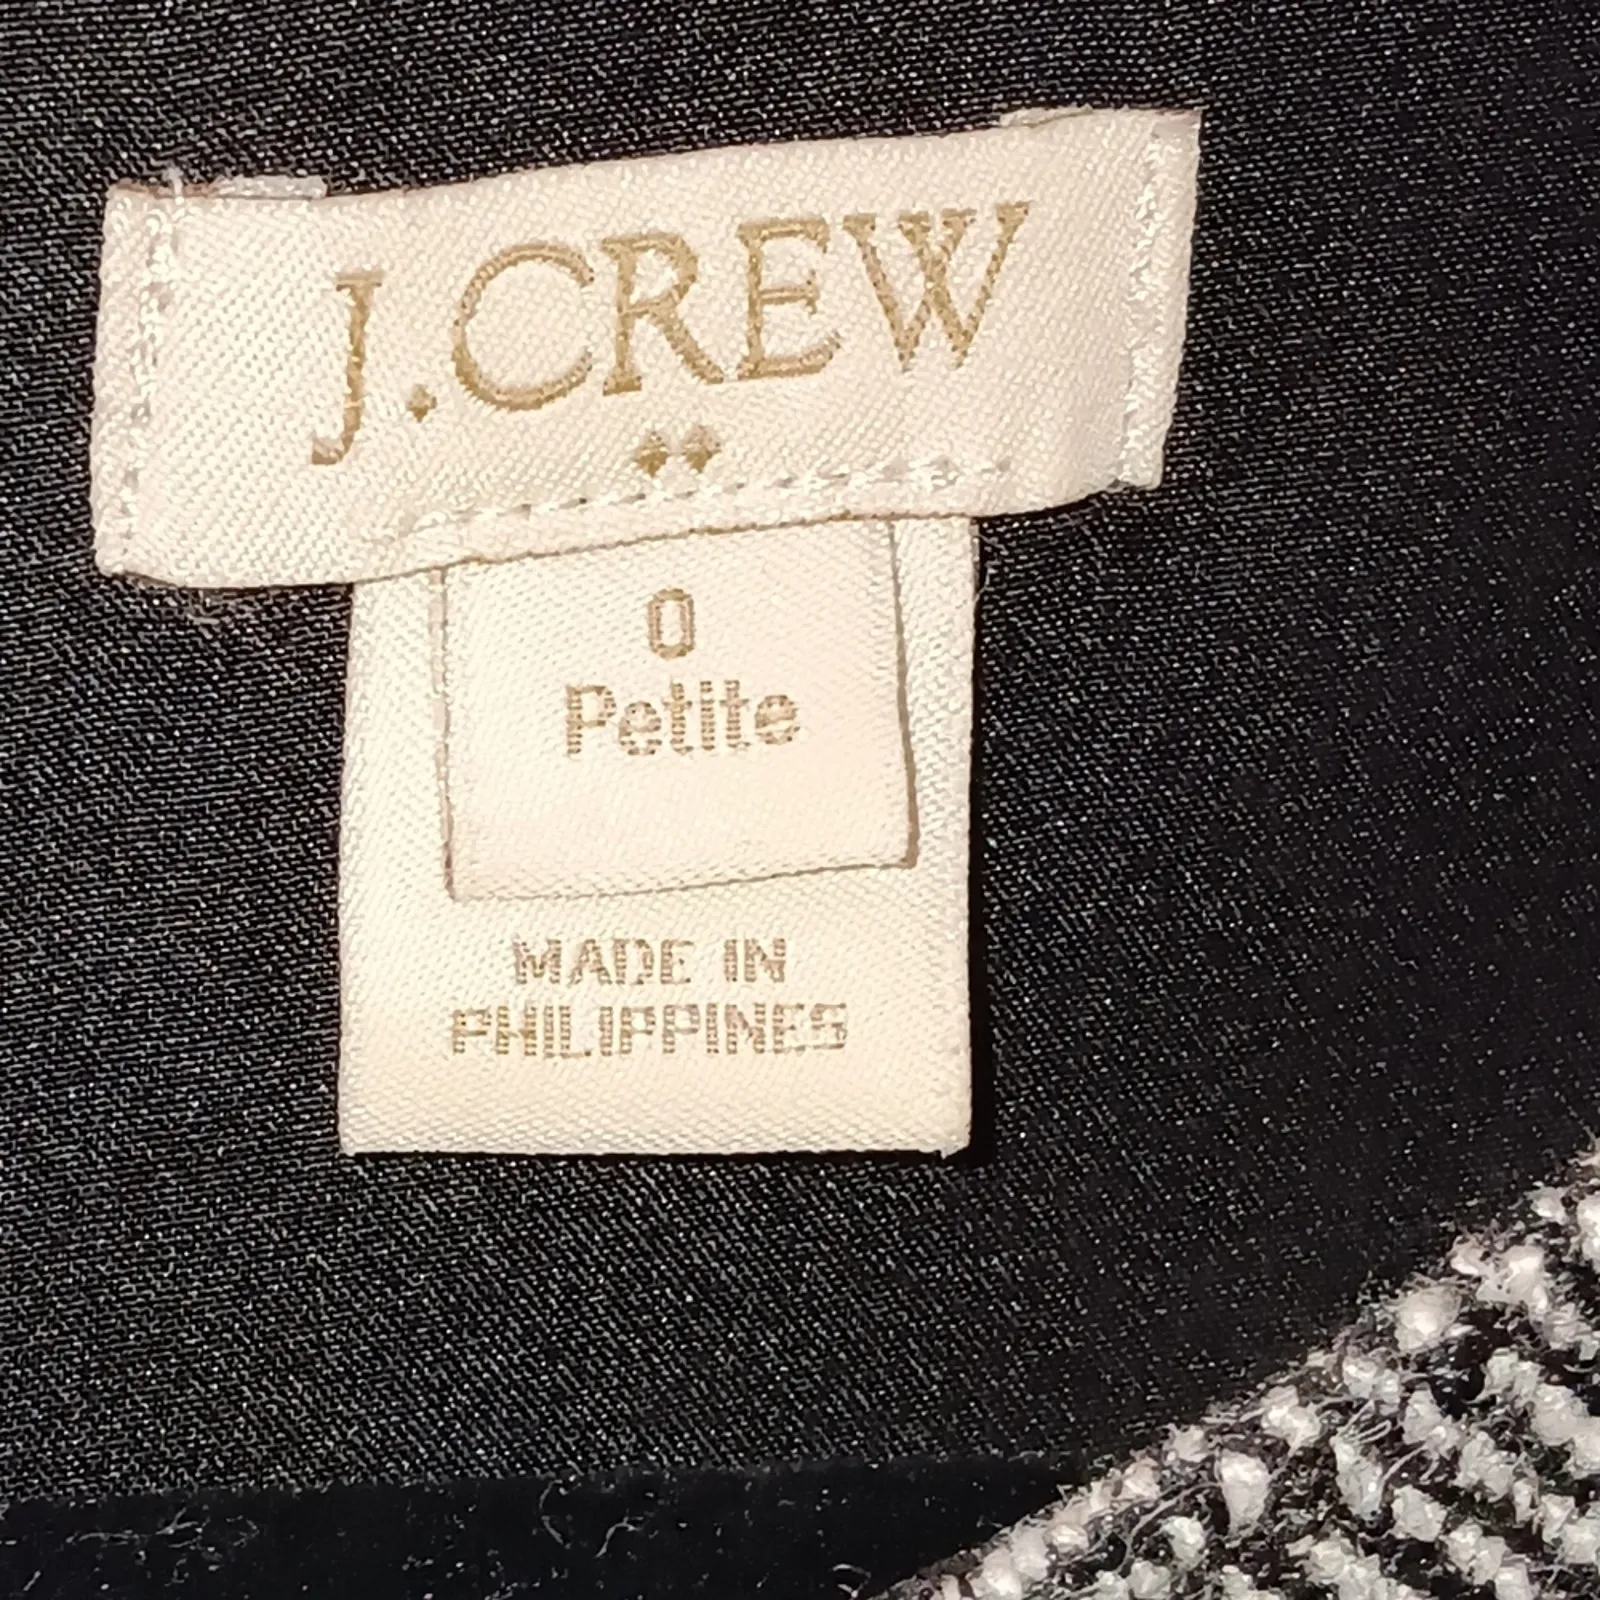 J.CREW
0
Petite
MADE IN
PHILIPPINES